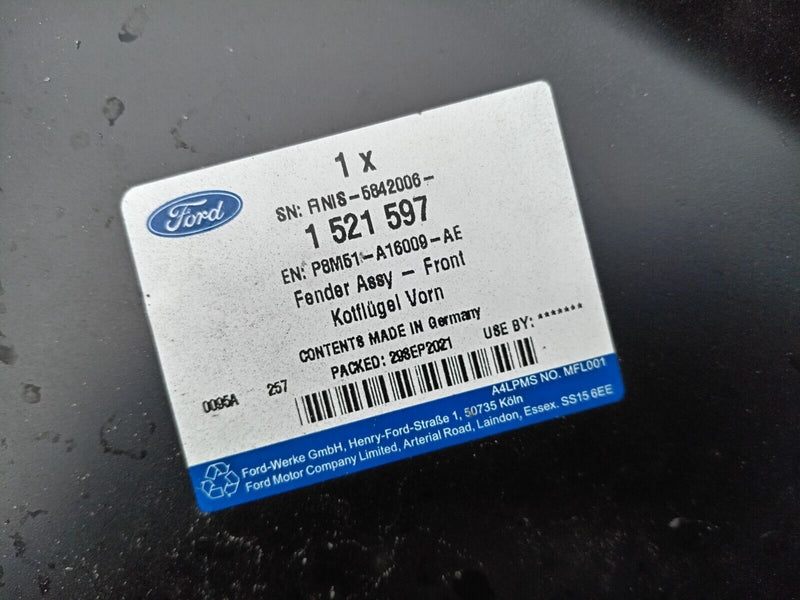 Ford
1 x
SN: FINIS-5842006-
1 521 597
EN: P8M51-A16009-AE
Fender Assy - Front
Kotflügel Vorn
CONTENTS MADE IN Germany
PACKED: 29SEP2021 USE BY: *******
0095A 257
A4LPMS NO. MFL001
Ford-Werke GmbH, Henry-Ford-Straße 1, 50735 Köln
Ford Motor Company Limited, Arterial Road, Laindon, Essex. SS15 6EE